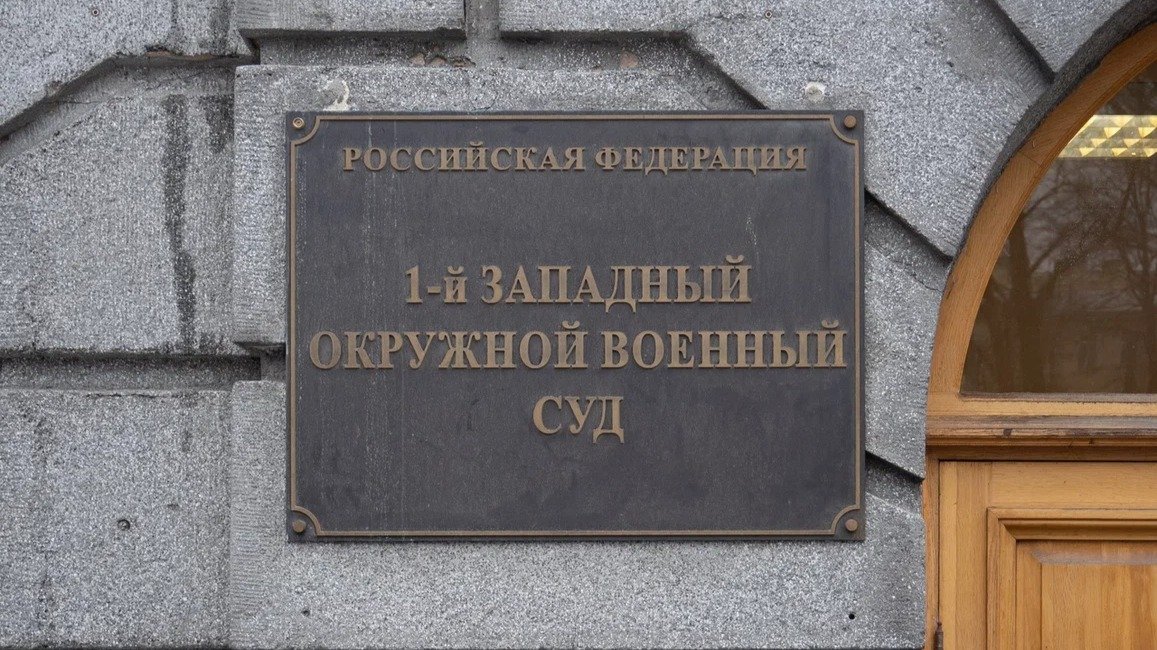 РОССИЙСКАЯ ФЕДЕРАЦИЯ
1-й ЗАПАДНЫЙ
ОКРУЖНОЙ ВОЕННЫЙ
СУД